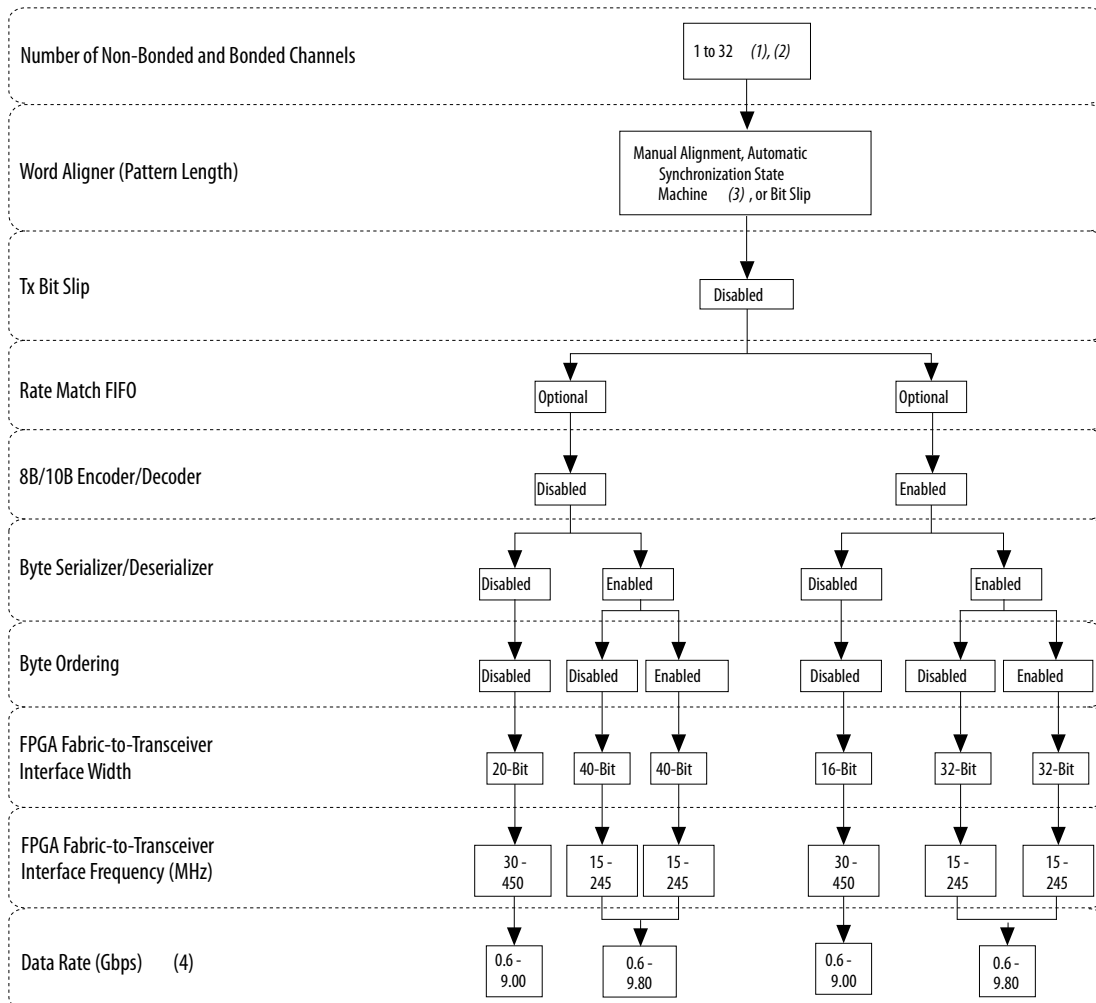 Number of Non-Bonded and Bonded Channels
1 to 32 (1), (2)
Word Aligner (Pattern Length)
Manual Alignment, Automatic
Synchronization State
Machine (3) , or Bit Slip
Tx Bit Slip
Disabled
Rate Match FIFO
Optional
Optional
8B/10B Encoder/Decoder
Disabled
Enabled
Byte Serializer/Deserializer
Disabled
Enabled
Disabled
Enabled
Byte Ordering
Disabled
Disabled
Enabled
Disabled
Disabled
Enabled
FPGA Fabric-to-Transceiver
Interface Width
20-Bit
40-Bit
40-Bit
16-Bit
32-Bit
32-Bit
FPGA Fabric-to-Transceiver
Interface Frequency (MHz)
30 -
450
15 -
245
15 -
245
30 -
450
15 -
245
15 -
245
Data Rate (Gbps) (4)
0.6 -
9.00
0.6 -
9.80
0.6 -
9.00
0.6 -
9.80